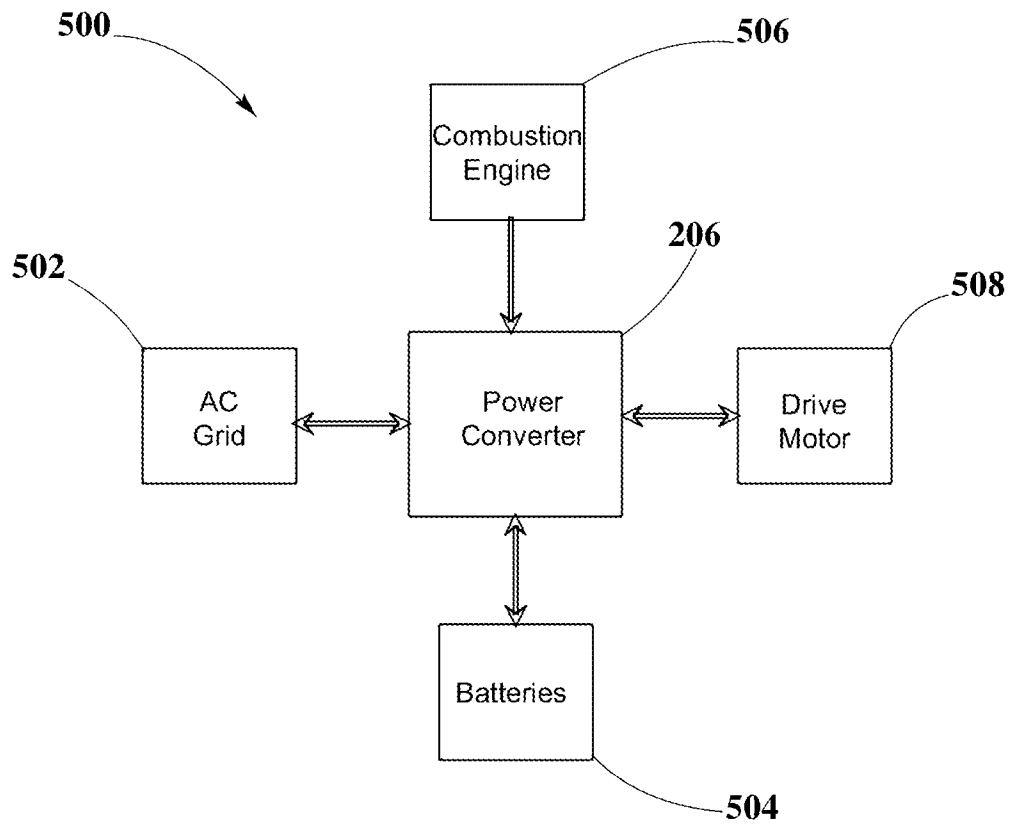 500
506
Combustion
Engine
206
502
508
AC
Grid
Power
Converter
Drive
Motor
Batteries
504